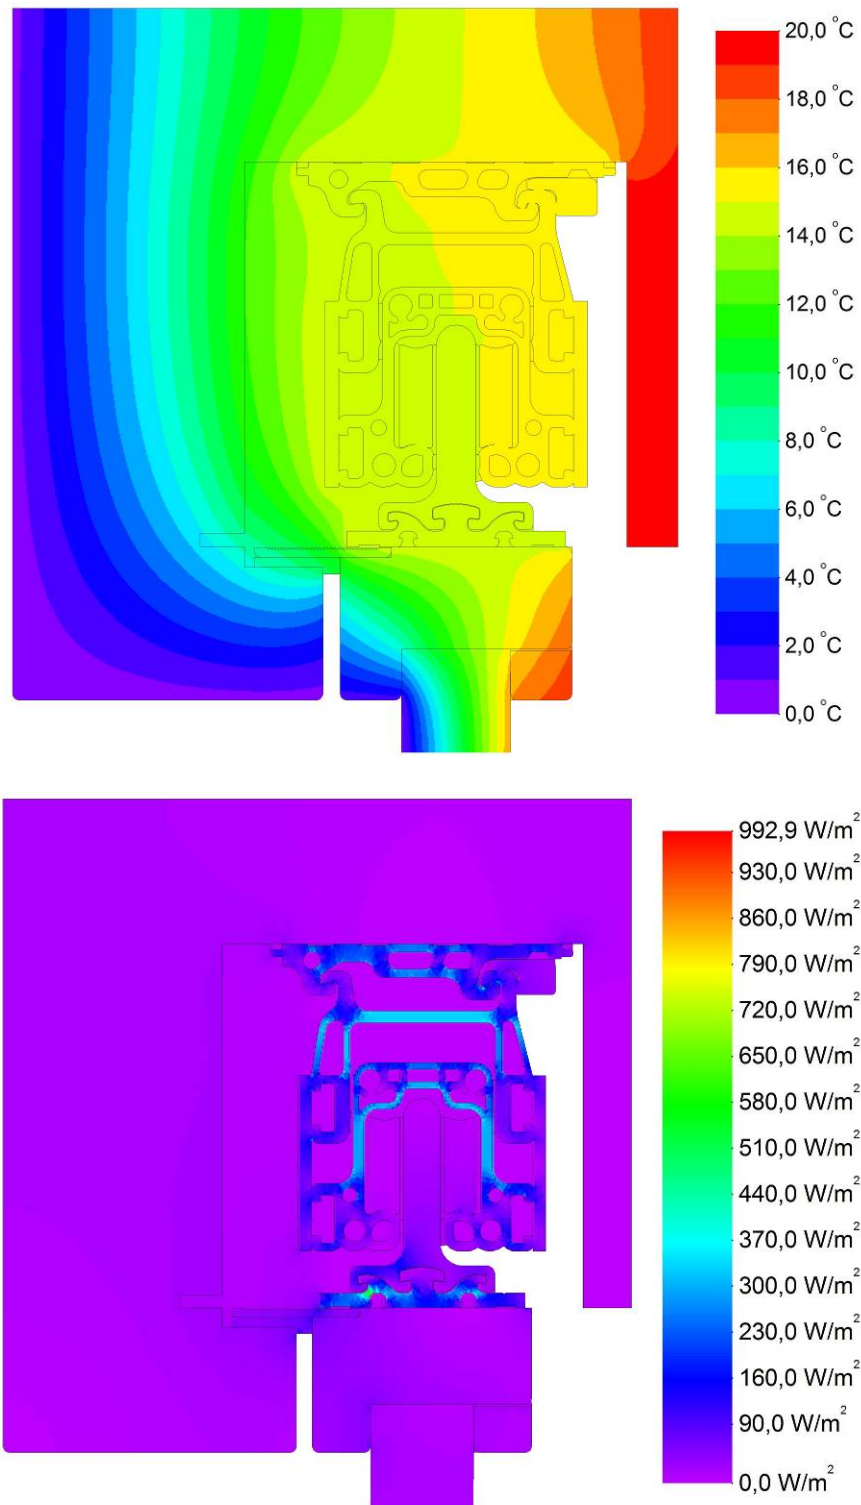 20,0 °C
18,0 °C
16,0 °C
14,0 °C
12,0 °C
10,0 °C
8,0 °C
6,0 °C
4,0 °C
2,0 °C
0,0 °C
992,9 W/m²
930,0 W/m²
860,0 W/m²
790,0 W/m²
720,0 W/m²
650,0 W/m²
580,0 W/m²
510,0 W/m²
440,0 W/m²
370,0 W/m²
300,0 W/m²
230,0 W/m²
160,0 W/m²
90,0 W/m²
0,0 W/m²